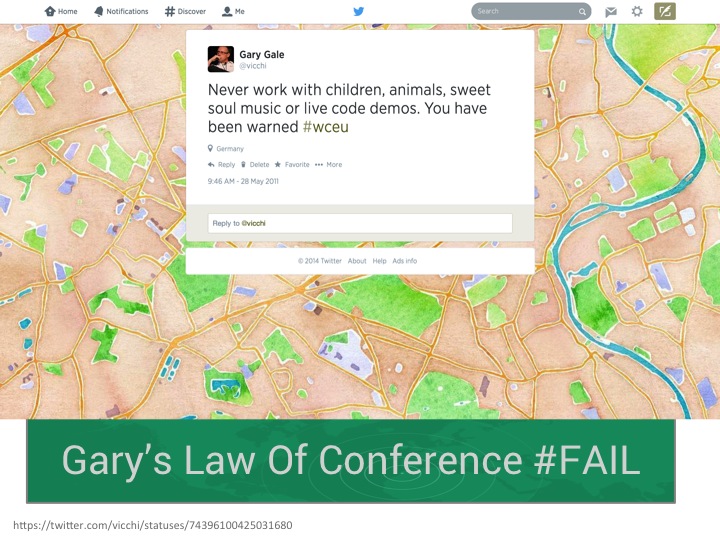 Home Notifications Discover Me Search
Gary Gale
@vicchi
Never work with children, animals, sweet
soul music or live code demos. You have
been warned #wceu
Germany
Reply Delete Favorite More
9:46 AM - 28 May 2011
Reply to @vicchi
© 2014 Twitter About Help Ads info
Gary’s Law Of Conference #FAIL
https://twitter.com/vicchi/statuses/74396100425031680